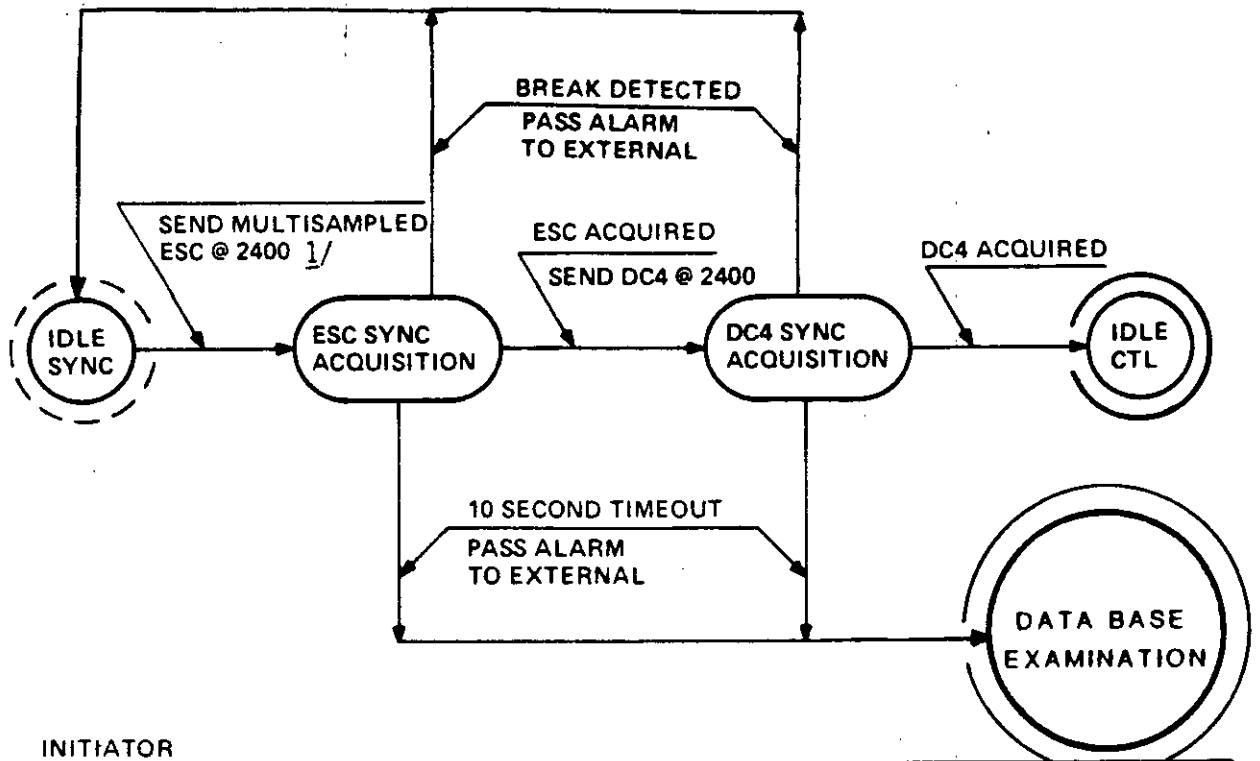 BREAK DETECTED
PASS ALARM
TO EXTERNAL
SEND MULTISAMPLED
ESC @ 2400 1/
ESC ACQUIRED
SEND DC4 @ 2400
DC4 ACQUIRED
IDLE
SYNC
ESC SYNC
ACQUISITION
DC4 SYNC
ACQUISITION
IDLE
CTL
10 SECOND TIMEOUT
PASS ALARM
TO EXTERNAL
DATA BASE
EXAMINATION
INITIATOR